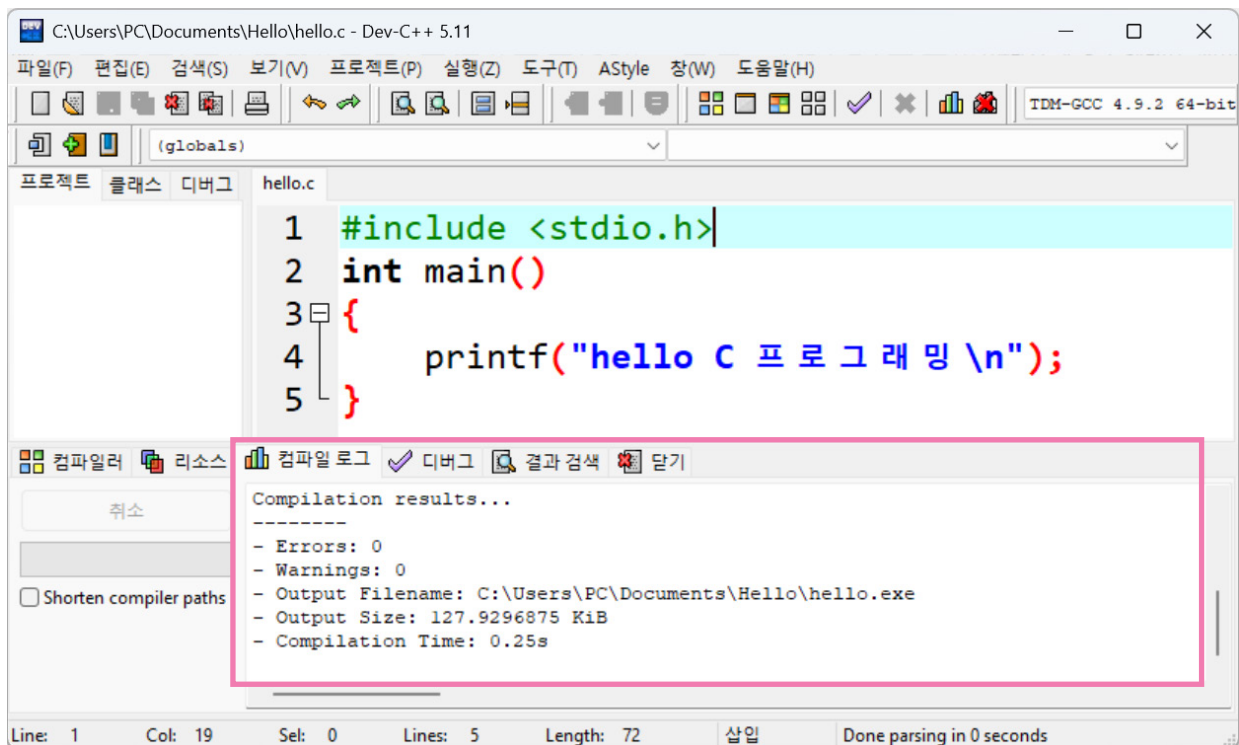 C:\Users\PC\Documents\Hello\hello.c - Dev-C++ 5.11
파일(F) 편집(E) 검색(S) 보기(V) 프로젝트(P) 실행(Z) 도구(T) AStyle 창(W) 도움말(H)
TDM-GCC 4.9.2 64-bit
(globals)
프로젝트 클래스 디버그 hello.c
1 #include <stdio.h>
2 int main()
3 {
4 printf("hello C 프로그래밍\n");
5 }
컴파일러 리소스 컴파일 로그 디버그 결과 검색 닫기
취소
Shorten compiler paths
Compilation results...
--------
- Errors: 0
- Warnings: 0
- Output Filename: C:\Users\PC\Documents\Hello\hello.exe
- Output Size: 127.9296875 KiB
- Compilation Time: 0.25s
Line: 1 Col: 19 Sel: 0 Lines: 5 Length: 72 삽입 Done parsing in 0 seconds